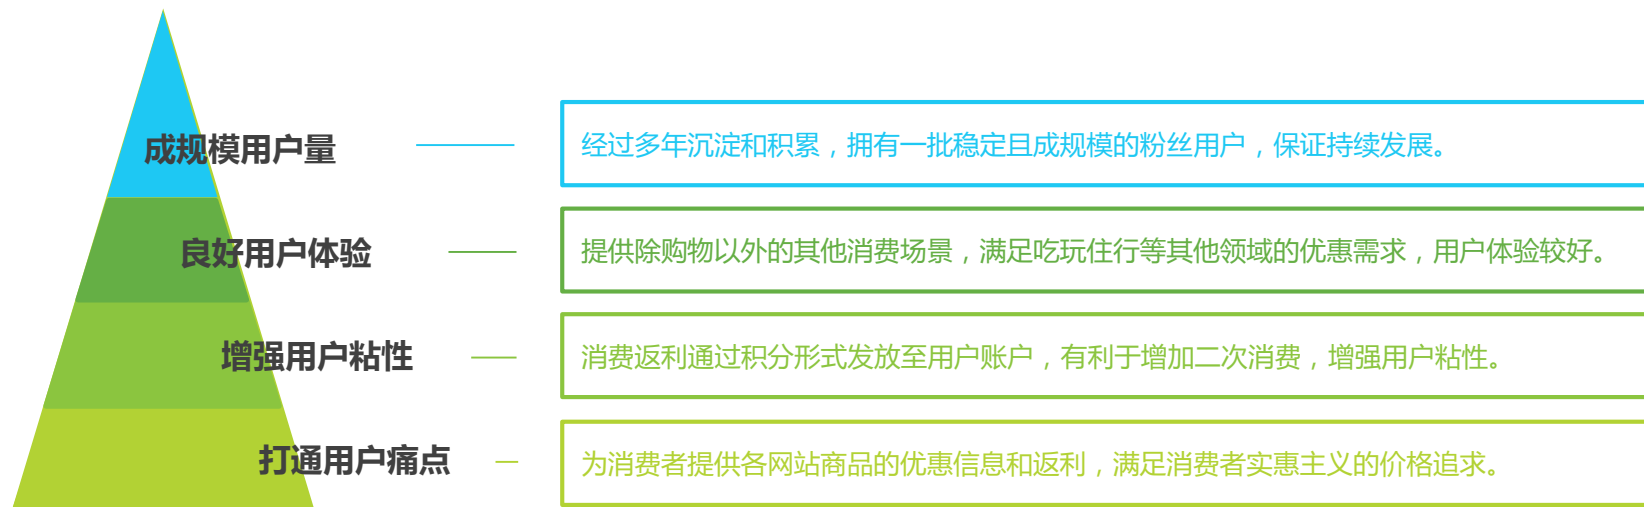 成规模用户量
经过多年沉淀和积累，拥有一批稳定且成规模的粉丝用户，保证持续发展。
良好用户体验
提供除购物以外的其他消费场景，满足吃玩住行等其他领域的优惠需求，用户体验较好。
增强用户粘性
消费返利通过积分形式发放至用户账户，有利于增加二次消费，增强用户粘性。
打通用户痛点
为消费者提供各网站商品的优惠信息和返利，满足消费者实惠主义的价格追求。